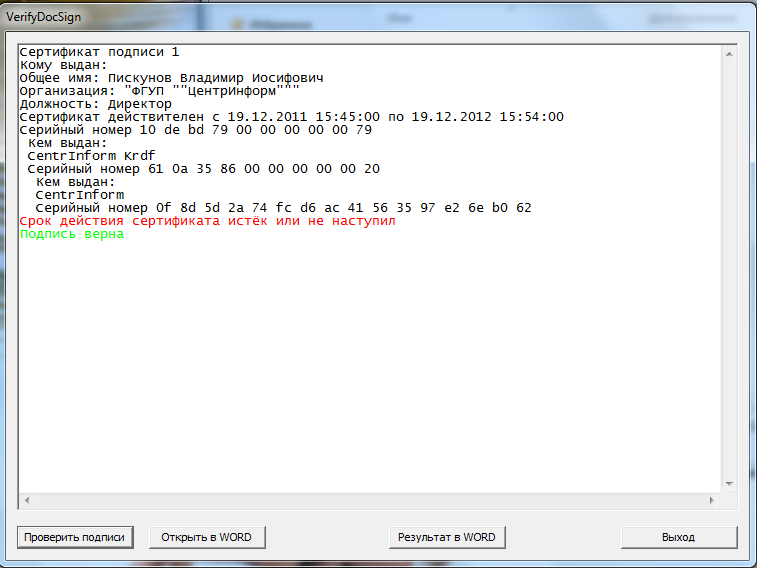 VerifyDocSign
Сертификат подписи 1
Кому выдан:
Общее имя: Пискунов Владимир Иосифович
Организация: "ФГУП ""ЦентрИнформ"""
Должность: Директор
Сертификат действителен с 19.12.2011 15:45:00 по 19.12.2012 15:54:00
Серийный номер 10 de bd 79 00 00 00 00 00 79
Кем выдан:
CentrInform Krdf
Серийный номер 61 0a 35 86 00 00 00 00 00 20
Кем выдан:
CentrInform
Серийный номер 0f 8d 5d 2a 74 fc d6 ac 41 56 35 97 e2 6e b0 62
Срок действия сертификата истёк или не наступил
Подпись верна
Проверить подписи
Открыть в WORD
Результат в WORD
Выход